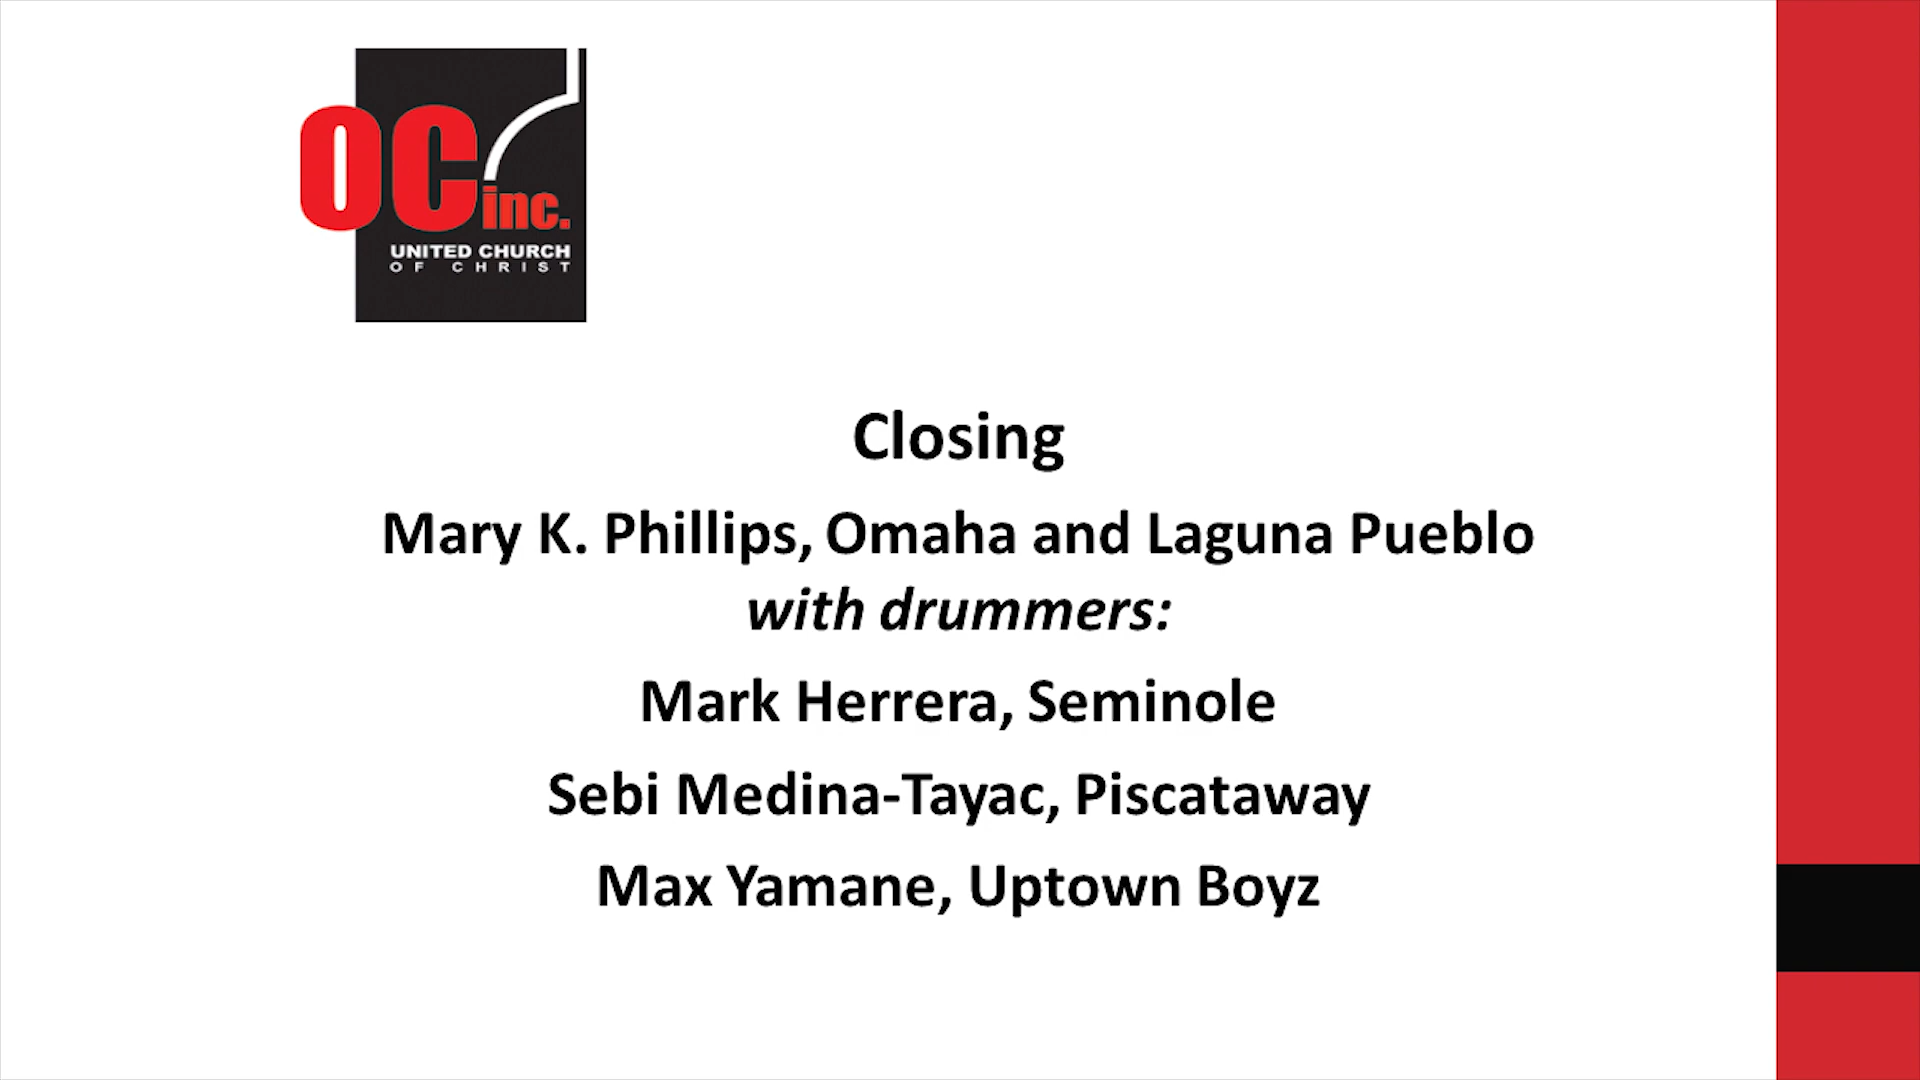 OC inc.
UNITED CHURCH
OF CHRIST
Closing
Mary K. Phillips, Omaha and Laguna Pueblo
with drummers:
Mark Herrera, Seminole
Sebi Medina-Tayac, Piscataway
Max Yamane, Uptown Boyz